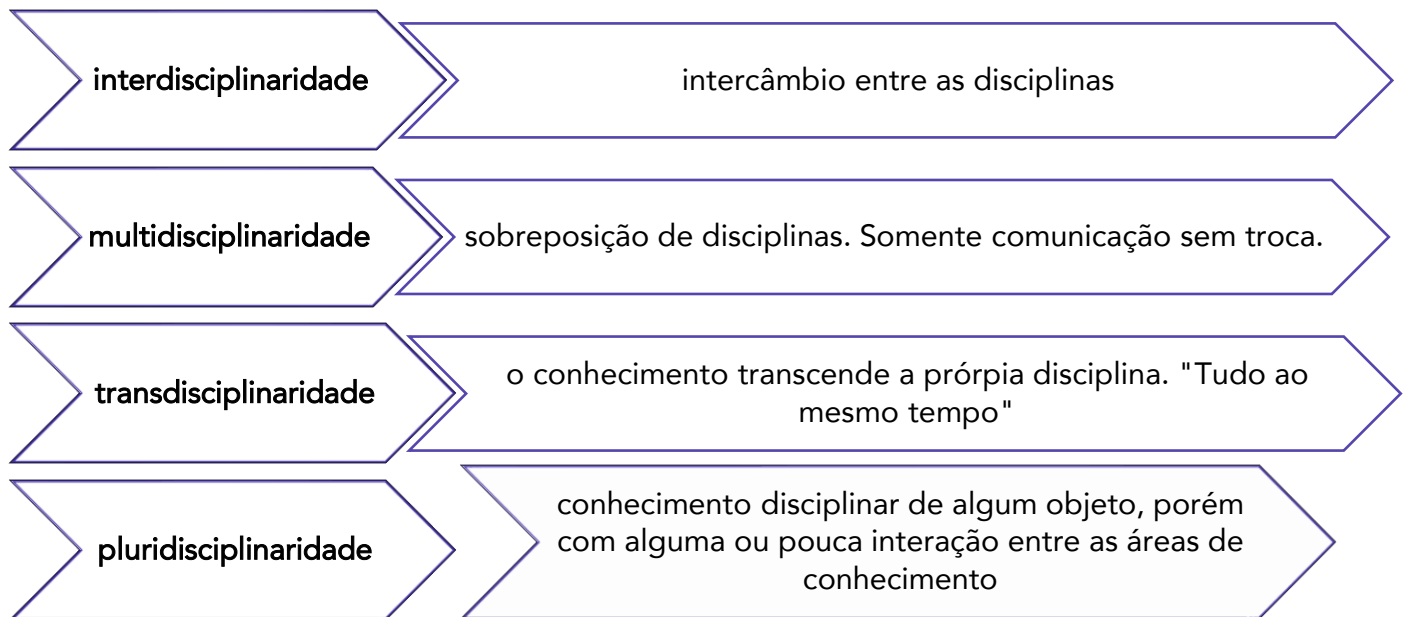 interdisciplinaridade
intercâmbio entre as disciplinas
multidisciplinaridade
sobreposição de disciplinas. Somente comunicação sem troca.
transdisciplinaridade
o conhecimento transcende a prórpia disciplina. "Tudo ao
mesmo tempo"
pluridisciplinaridade
conhecimento disciplinar de algum objeto, porém
com alguma ou pouca interação entre as áreas de
conhecimento